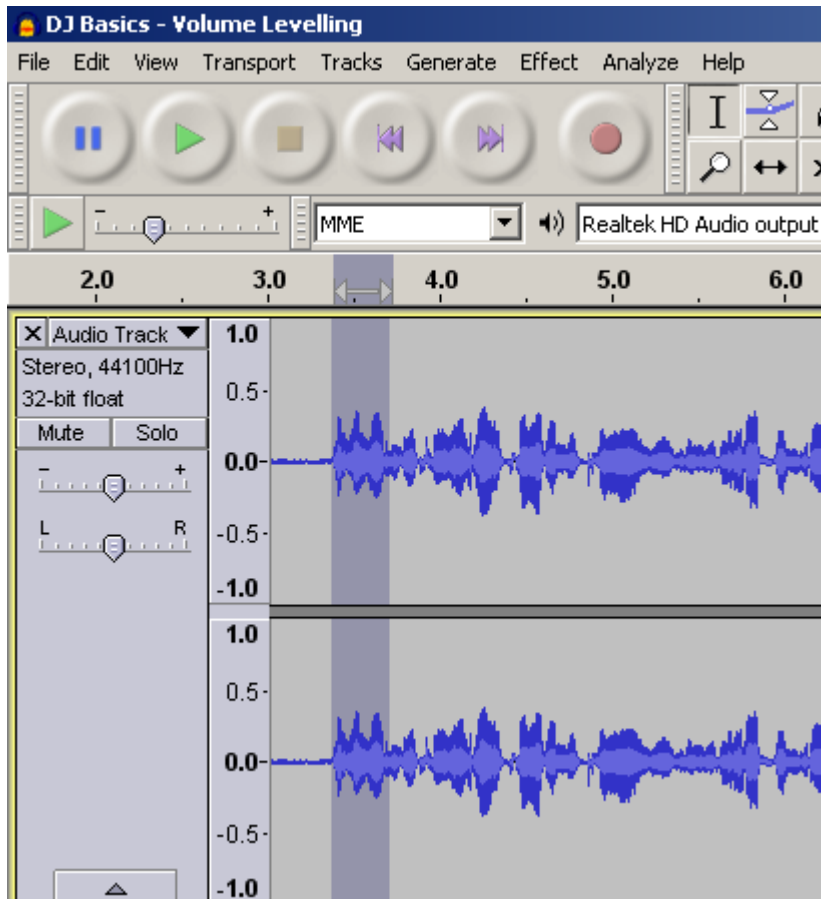 DJ Basics - Volume Levelling
File Edit View Transport Tracks Generate Effect Analyze Help
- +
MME
Realtek HD Audio output
2.0 3.0 4.0 5.0 6.0
X Audio Track
Stereo, 44100Hz
32-bit float
Mute Solo
- +
L R
1.0
0.5
0.0
-0.5
-1.0
1.0
0.5
0.0
-0.5
-1.0